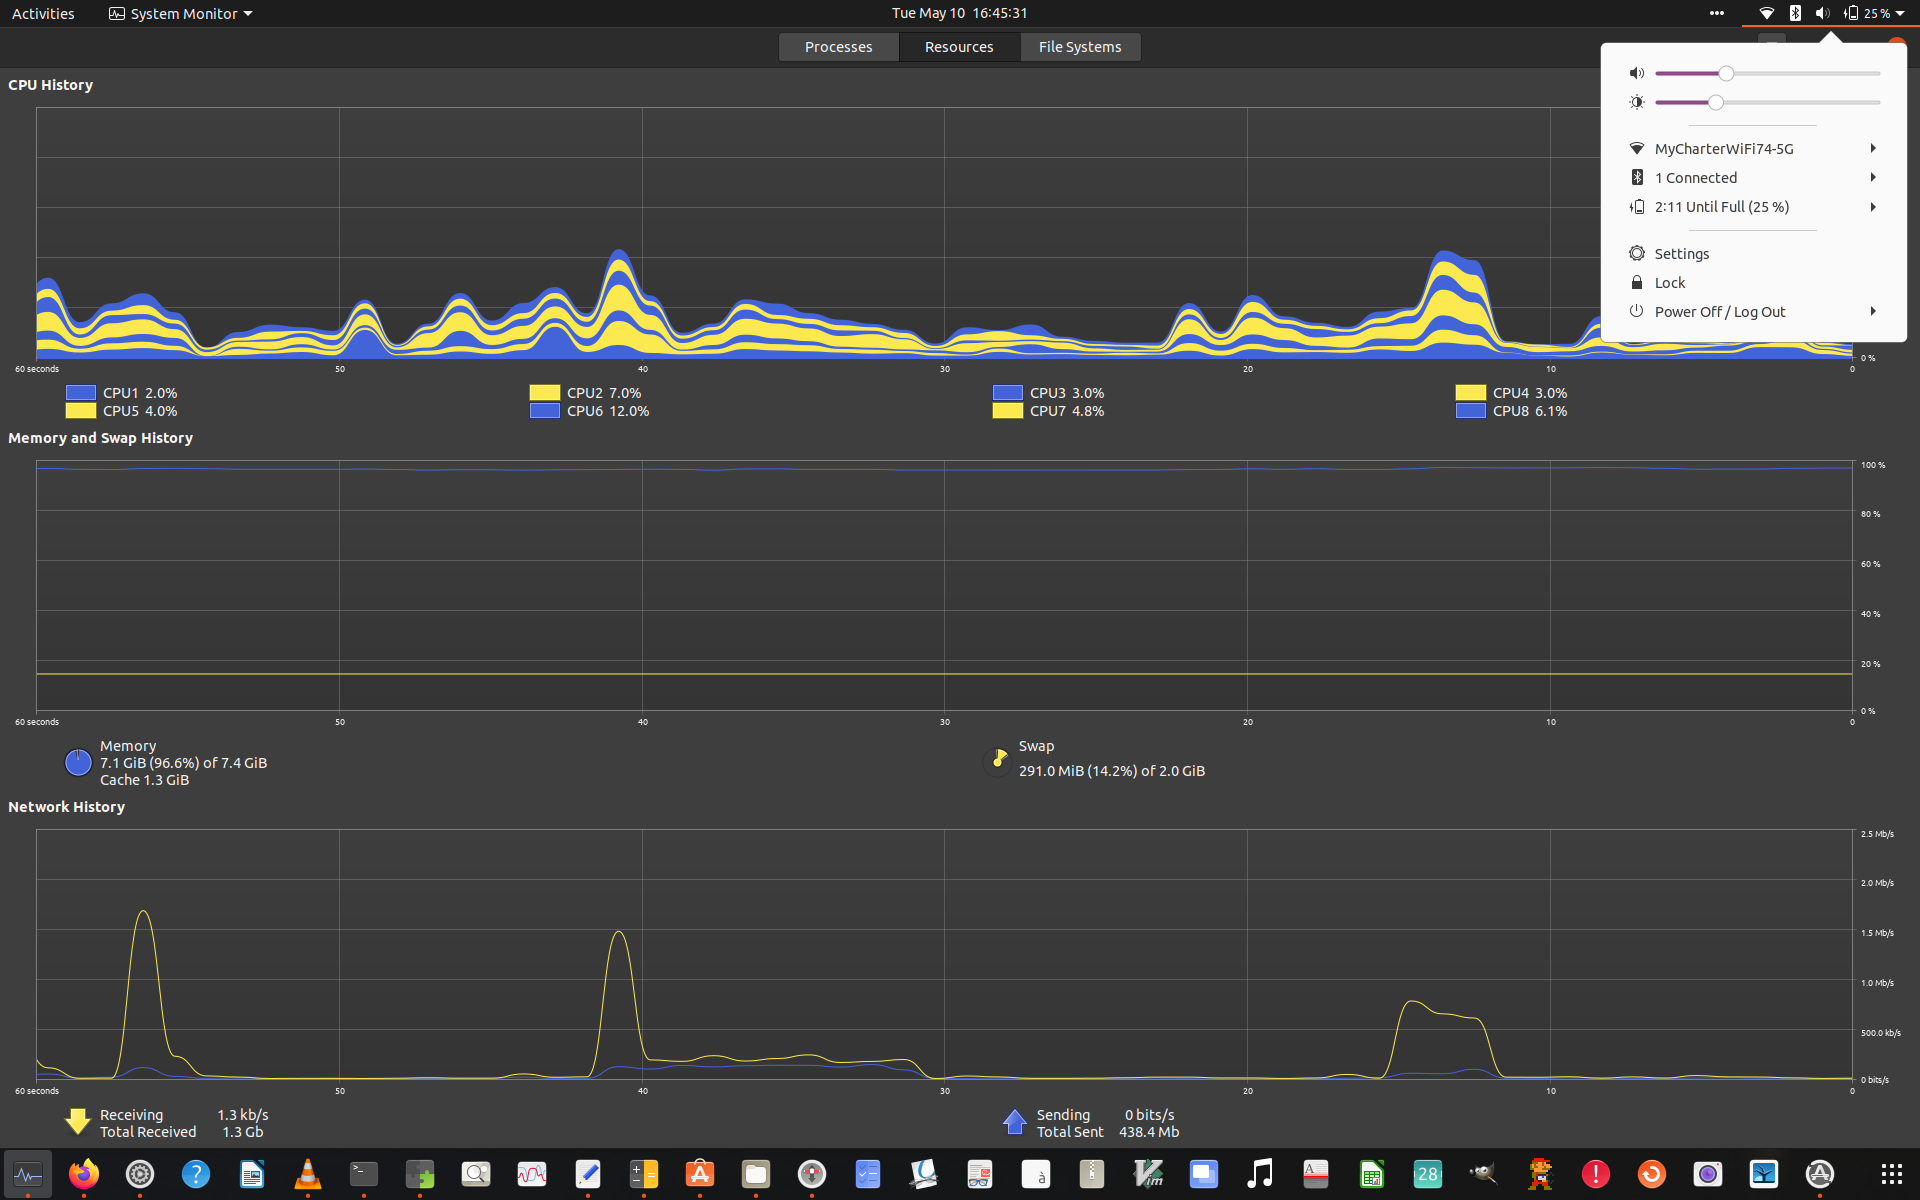 Activities System Monitor Tue May 10 16:45:31 25 %
Processes Resources File Systems
CPU History
60 seconds 50 40 30 20 10 0
0 %
CPU1 2.0% CPU2 7.0% CPU3 3.0% CPU4 3.0%
CPU5 4.0% CPU6 12.0% CPU7 4.8% CPU8 6.1%
MyCharterWiFi74-5G
1 Connected
2:11 Until Full (25 %)
Settings
Lock
Power Off / Log Out
Memory and Swap History
100 %
80 %
60 %
40 %
20 %
0 %
60 seconds 50 40 30 20 10 0
Memory
7.1 GiB (96.6%) of 7.4 GiB
Cache 1.3 GiB
Swap
291.0 MiB (14.2%) of 2.0 GiB
Network History
2.5 Mb/s
2.0 Mb/s
1.5 Mb/s
1.0 Mb/s
500.0 kb/s
0 bits/s
60 seconds 50 40 30 20 10 0
Receiving 1.3 kb/s
Total Received 1.3 Gb
Sending 0 bits/s
Total Sent 438.4 Mb
? >_ à Vim A 28 !